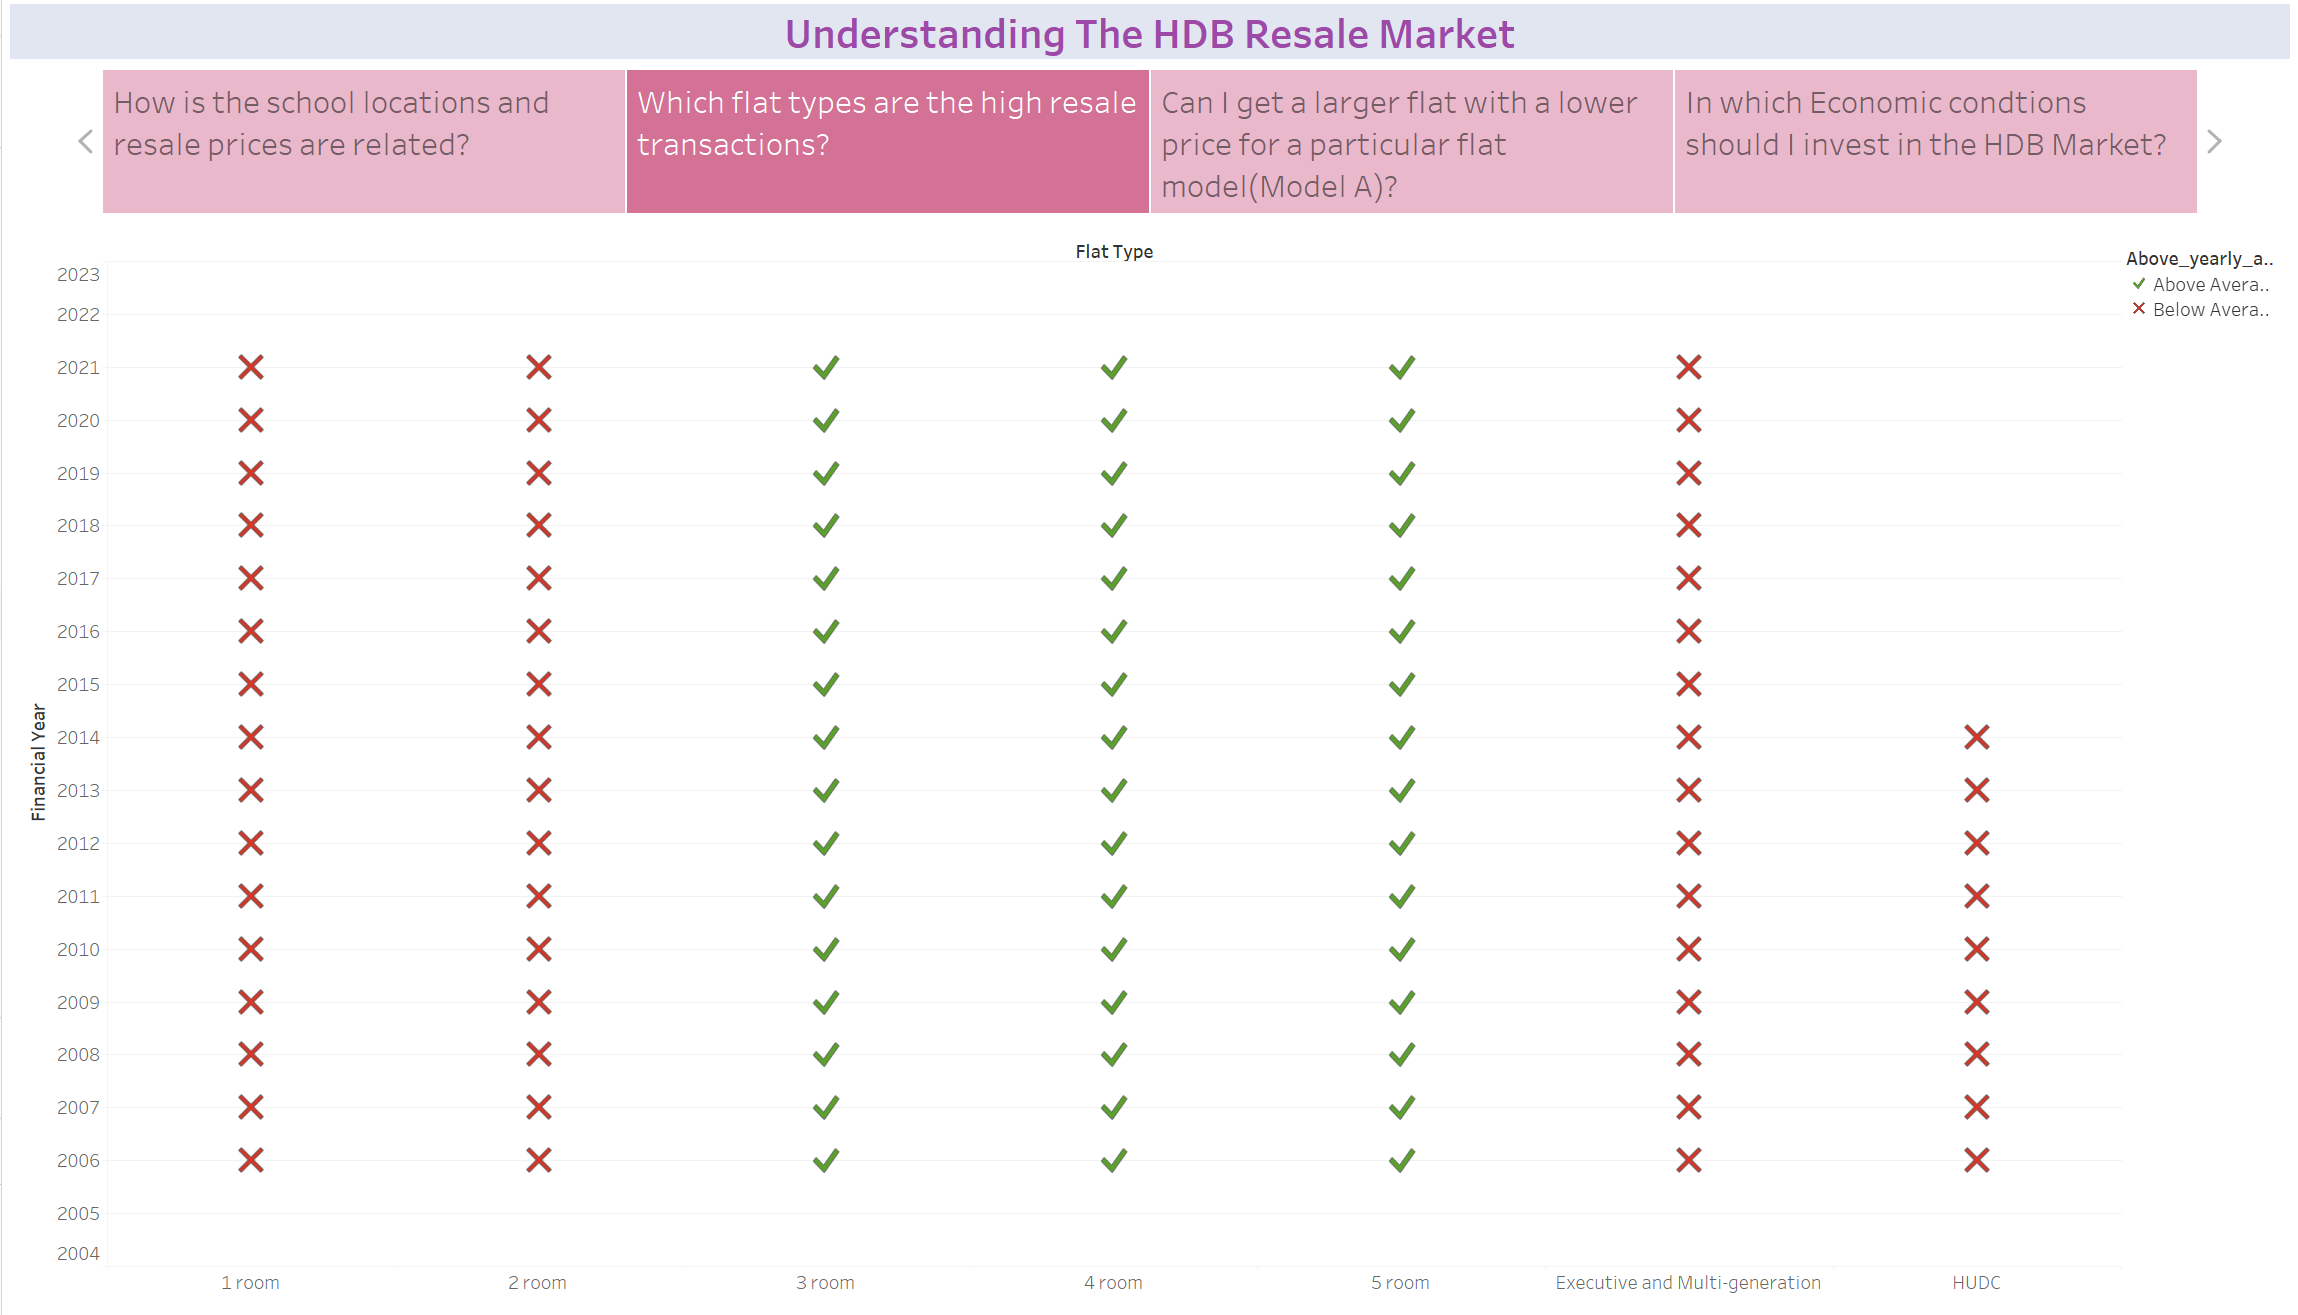 Understanding The HDB Resale Market
How is the school locations and
resale prices are related?
Which flat types are the high resale
transactions?
Can I get a larger flat with a lower
price for a particular flat
model(Model A)?
In which Economic condtions
should I invest in the HDB Market?
Flat Type
Above_yearly_a..
Above Avera..
Below Avera..
Financial Year
2023
2022
2021
2020
2019
2018
2017
2016
2015
2014
2013
2012
2011
2010
2009
2008
2007
2006
2005
2004
1 room
2 room
3 room
4 room
5 room
Executive and Multi-generation
HUDC